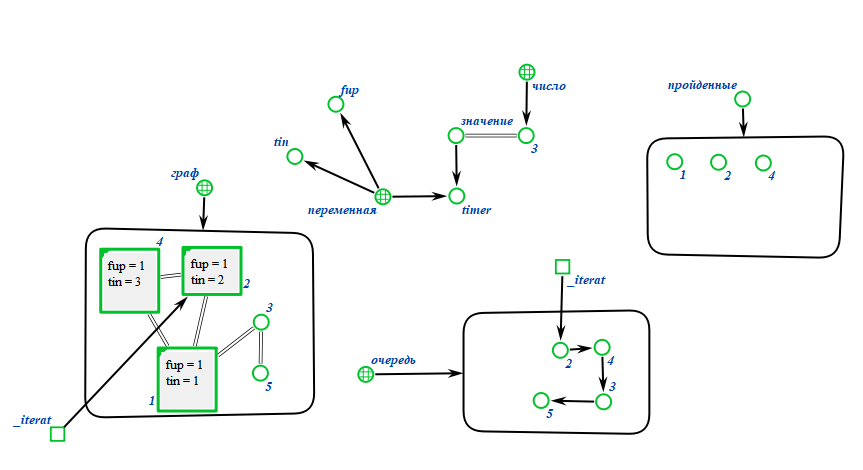 число
пройденные
fup
значение
3
tin
1
2
4
граф
переменная
timer
4
fup = 1
tin = 3
fup = 1
tin = 2
2
_iterat
3
2
4
очередь
3
fup = 1
tin = 1
5
1
5
_iterat